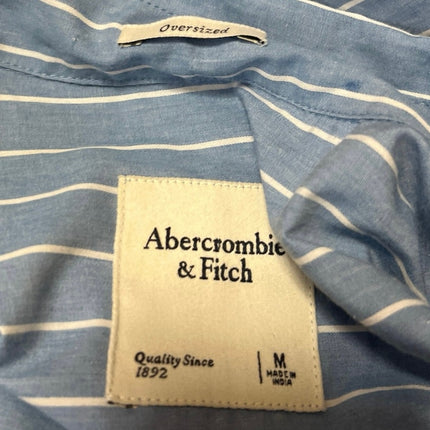 Oversized
Abercrombie
& Fitch
Quality Since
1892
M
MADE IN
INDIA